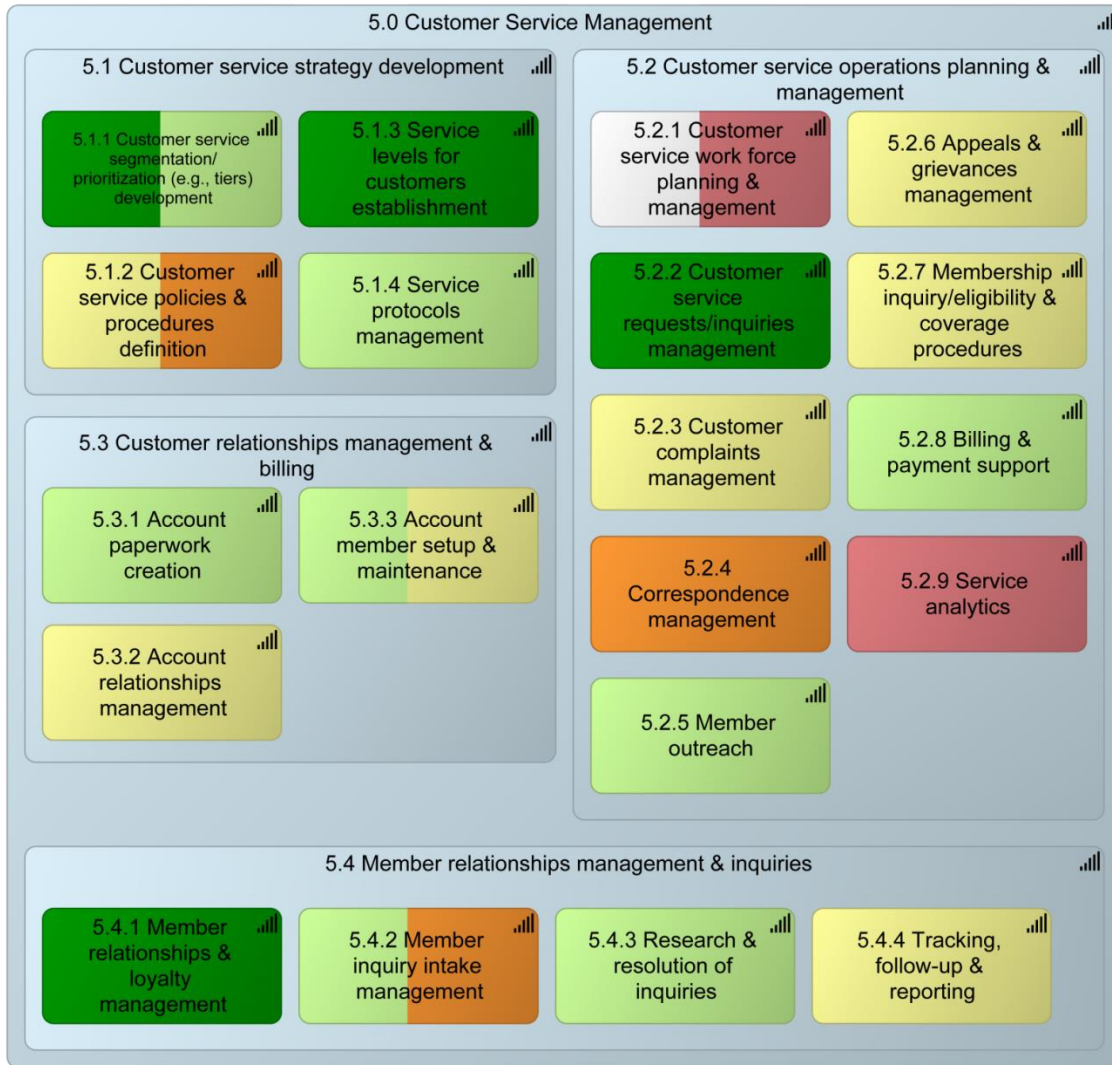 5.0 Customer Service Management
5.1 Customer service strategy development
5.1.1 Customer service
segmentation/
prioritization (e.g., tiers)
development
5.1.3 Service
levels for
customers
establishment
5.1.2 Customer
service policies &
procedures
definition
5.1.4 Service
protocols
management
5.2 Customer service operations planning &
management
5.2.1 Customer
service work force
planning &
management
5.2.6 Appeals &
grievances
management
5.2.2 Customer
service
requests/inquiries
management
5.2.7 Membership
inquiry/eligibility &
coverage
procedures
5.2.3 Customer
complaints
management
5.2.8 Billing &
payment support
5.2.4
Correspondence
management
5.2.9 Service
analytics
5.2.5 Member
outreach
5.3 Customer relationships management &
billing
5.3.1 Account
paperwork
creation
5.3.3 Account
member setup &
maintenance
5.3.2 Account
relationships
management
5.4 Member relationships management & inquiries
5.4.1 Member
relationships &
loyalty
management
5.4.2 Member
inquiry intake
management
5.4.3 Research &
resolution of
inquiries
5.4.4 Tracking,
follow-up &
reporting